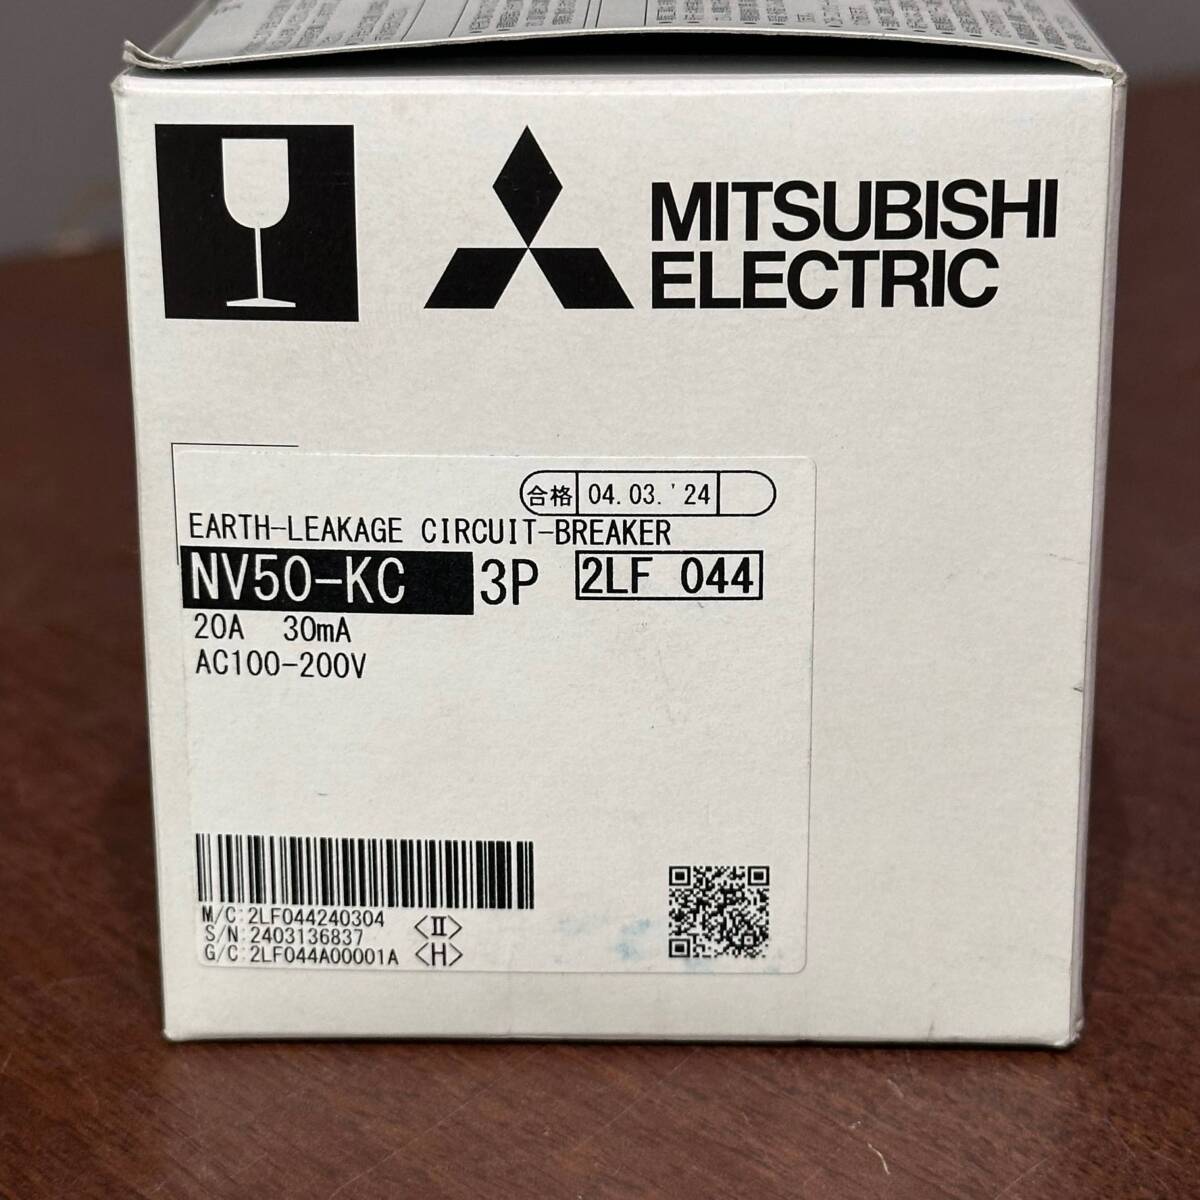 MITSUBISHI
ELECTRIC
合格 04.03.'24
EARTH-LEAKAGE CIRCUIT-BREAKER
NV50-KC 3P 2LF 044
20A 30mA
AC100-200V
M/C:2LF044240304 <II>
S/N:2403136837
G/C:2LF044A00001A <H>